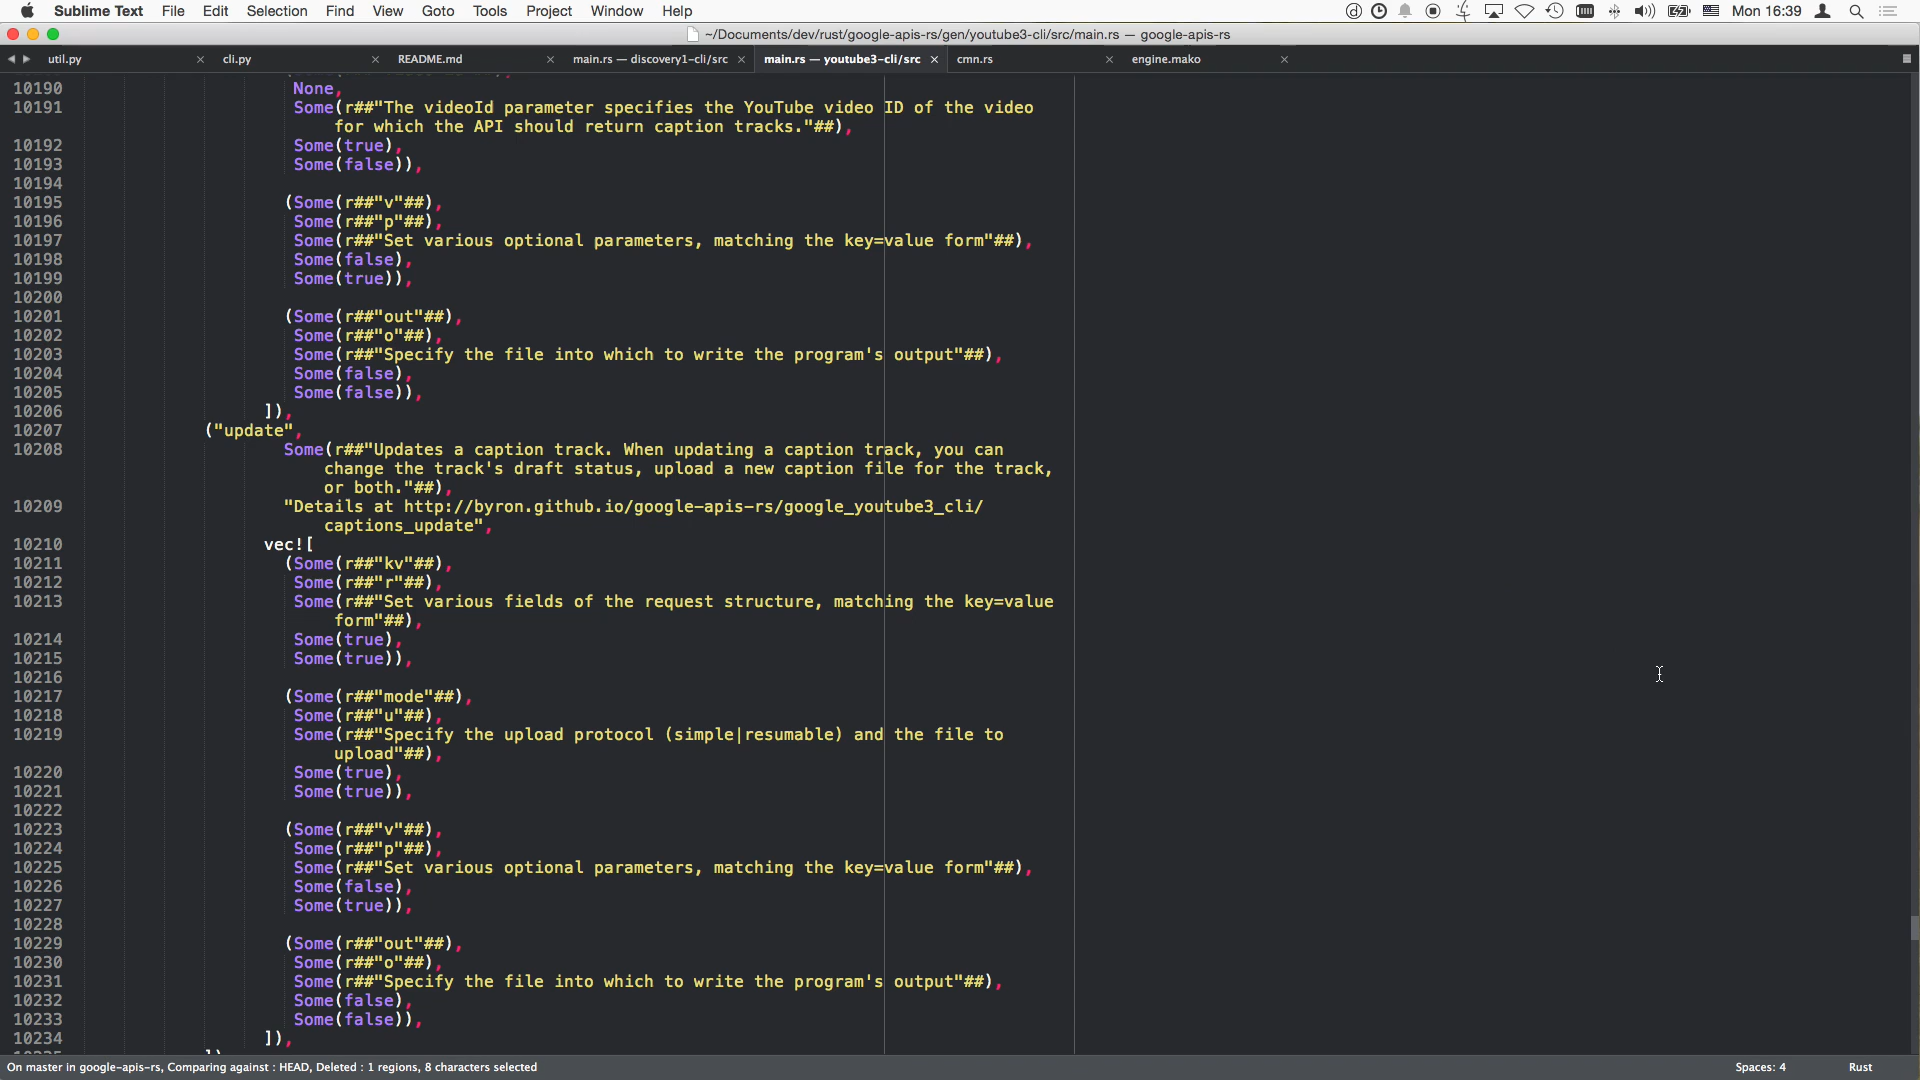 Sublime Text File Edit Selection Find View Goto Tools Project Window Help Mon 16:39
~/Documents/dev/rust/google-apis-rs/gen/youtube3-cli/src/main.rs — google-apis-rs
util.py cli.py README.md main.rs — discovery1-cli/src main.rs — youtube3-cli/src cmn.rs engine.mako
10190 None,
10191 Some(r##"The videoId parameter specifies the YouTube video ID of the video
for which the API should return caption tracks."##),
10192 Some(true),
10193 Some(false)),
10194
10195 (Some(r##"v"##),
10196 Some(r##"p"##),
10197 Some(r##"Set various optional parameters, matching the key=value form"##),
10198 Some(false),
10199 Some(true)),
10200
10201 (Some(r##"out"##),
10202 Some(r##"o"##),
10203 Some(r##"Specify the file into which to write the program's output"##),
10204 Some(false),
10205 Some(false)),
10206 ]),
10207 ("update",
10208 Some(r##"Updates a caption track. When updating a caption track, you can
change the track's draft status, upload a new caption file for the track,
or both."##),
10209 "Details at http://byron.github.io/google-apis-rs/google_youtube3_cli/
captions_update",
10210 vec![
10211 (Some(r##"kv"##),
10212 Some(r##"r"##),
10213 Some(r##"Set various fields of the request structure, matching the key=value
form"##),
10214 Some(true),
10215 Some(true)),
10216
10217 (Some(r##"mode"##),
10218 Some(r##"u"##),
10219 Some(r##"Specify the upload protocol (simple|resumable) and the file to
upload"##),
10220 Some(true),
10221 Some(true)),
10222
10223 (Some(r##"v"##),
10224 Some(r##"p"##),
10225 Some(r##"Set various optional parameters, matching the key=value form"##),
10226 Some(false),
10227 Some(true)),
10228
10229 (Some(r##"out"##),
10230 Some(r##"o"##),
10231 Some(r##"Specify the file into which to write the program's output"##),
10232 Some(false),
10233 Some(false)),
10234 ]),
On master in google-apis-rs, Comparing against : HEAD, Deleted : 1 regions, 8 characters selected Spaces: 4 Rust